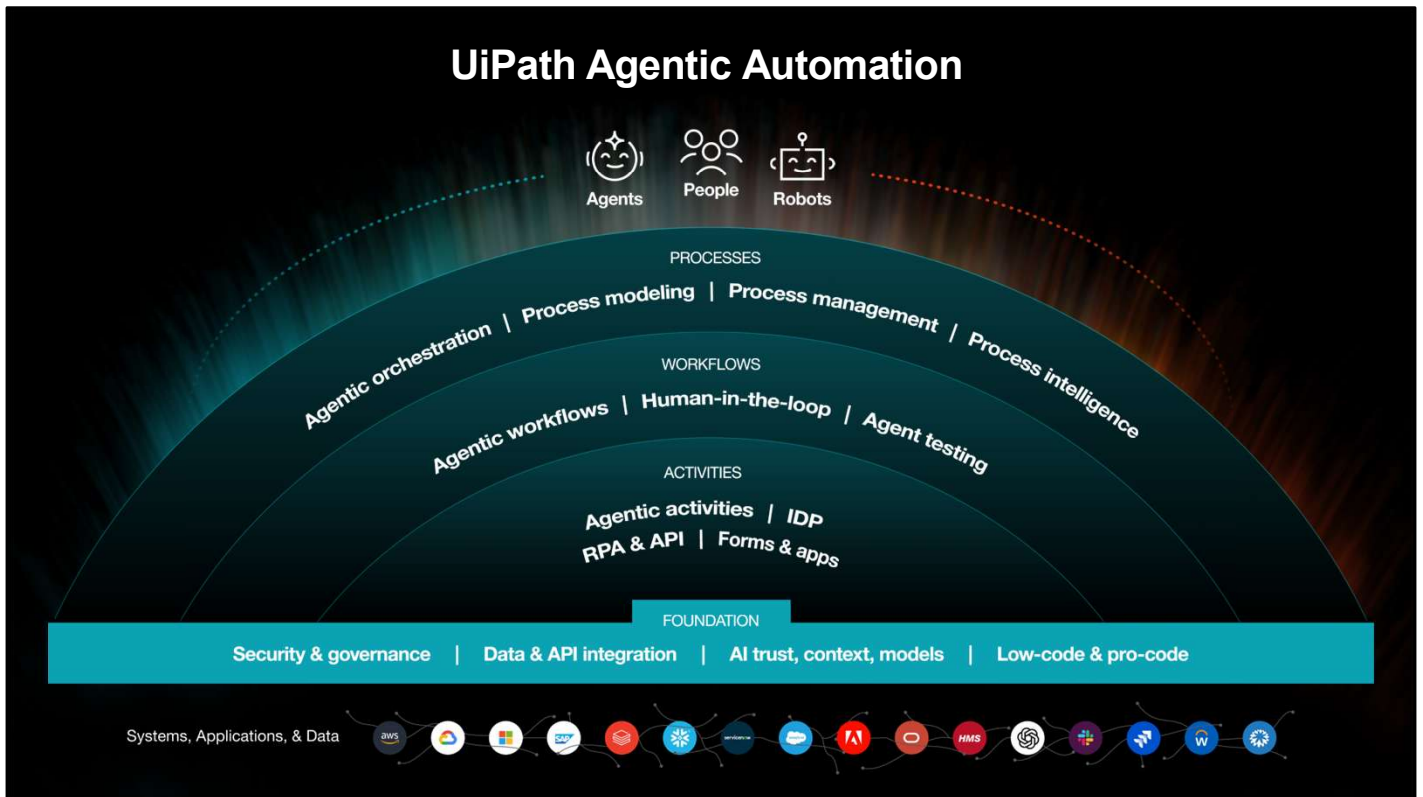 UiPath Agentic Automation
Agents
People
Robots
PROCESSES
Agentic orchestration | Process modeling | Process management | Process intelligence
WORKFLOWS
Agentic workflows | Human-in-the-loop | Agent testing
ACTIVITIES
Agentic activities | IDP
RPA & API | Forms & apps
FOUNDATION
Security & governance | Data & API integration | AI trust, context, models | Low-code & pro-code
Systems, Applications, & Data
aws
SAP
servicenow
salesforce
HMS
W